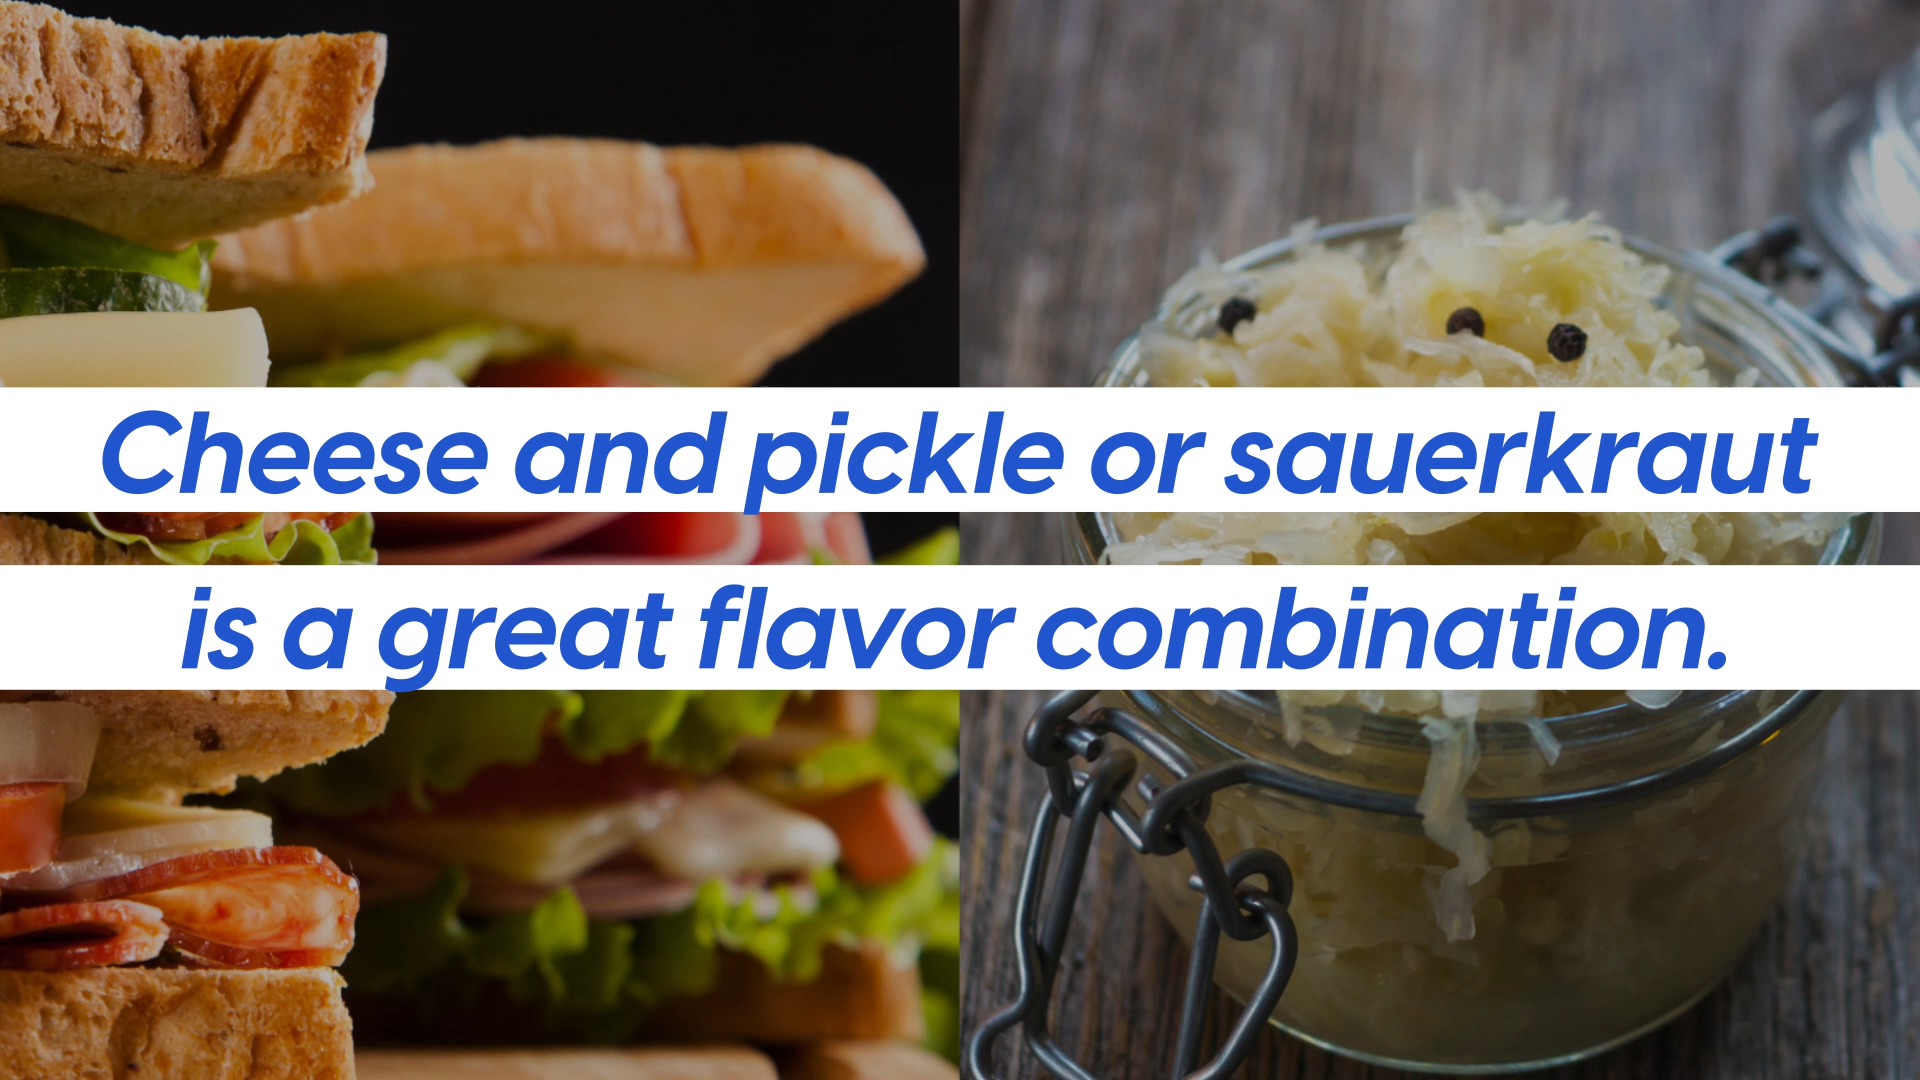 Cheese and pickle or sauerkraut
is a great flavor combination.